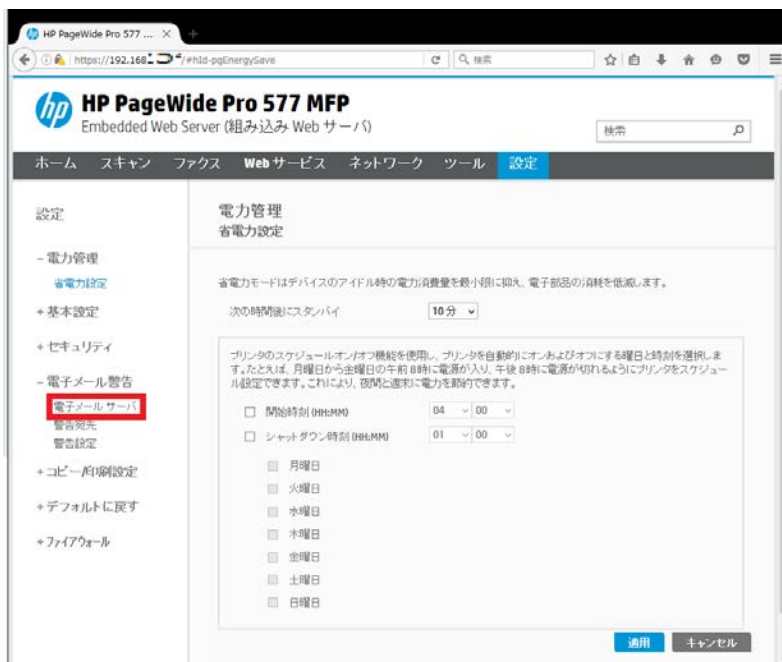 HP PageWide Pro 577 ...
https://192.168
/#hId-pgEnergySave
検索
hp
HP PageWide Pro 577 MFP
Embedded Web Server (組み込み Web サーバ)
検索
ホーム スキャン ファクス Web サービス ネットワーク ツール 設定
設定
- 電力管理
省電力設定
+ 基本設定
+ セキュリティ
- 電子メール警告
電子メール サーバ
警告宛先
警告設定
+ コピー/印刷設定
+ デフォルトに戻す
+ ファイアウォール
電力管理
省電力設定
省電力モードはデバイスのアイドル時の電力消費量を最小限に抑え、電子部品の消耗を低減します。
次の時間後にスタンバイ 10 分
プリンタのスケジュールオン/オフ機能を使用し、プリンタを自動的にオンおよびオフにする曜日と時刻を選択しま
す。たとえば、月曜日から金曜日の午前 8時に電源が入り、午後 8時に電源が切れるようにプリンタをスケジュー
ル設定できます。これにより、夜間と週末に電力を節約できます。
開始時刻 (HH:MM) 04 00
シャットダウン時刻 (HH:MM) 01 00
月曜日
火曜日
水曜日
木曜日
金曜日
土曜日
日曜日
適用 キャンセル